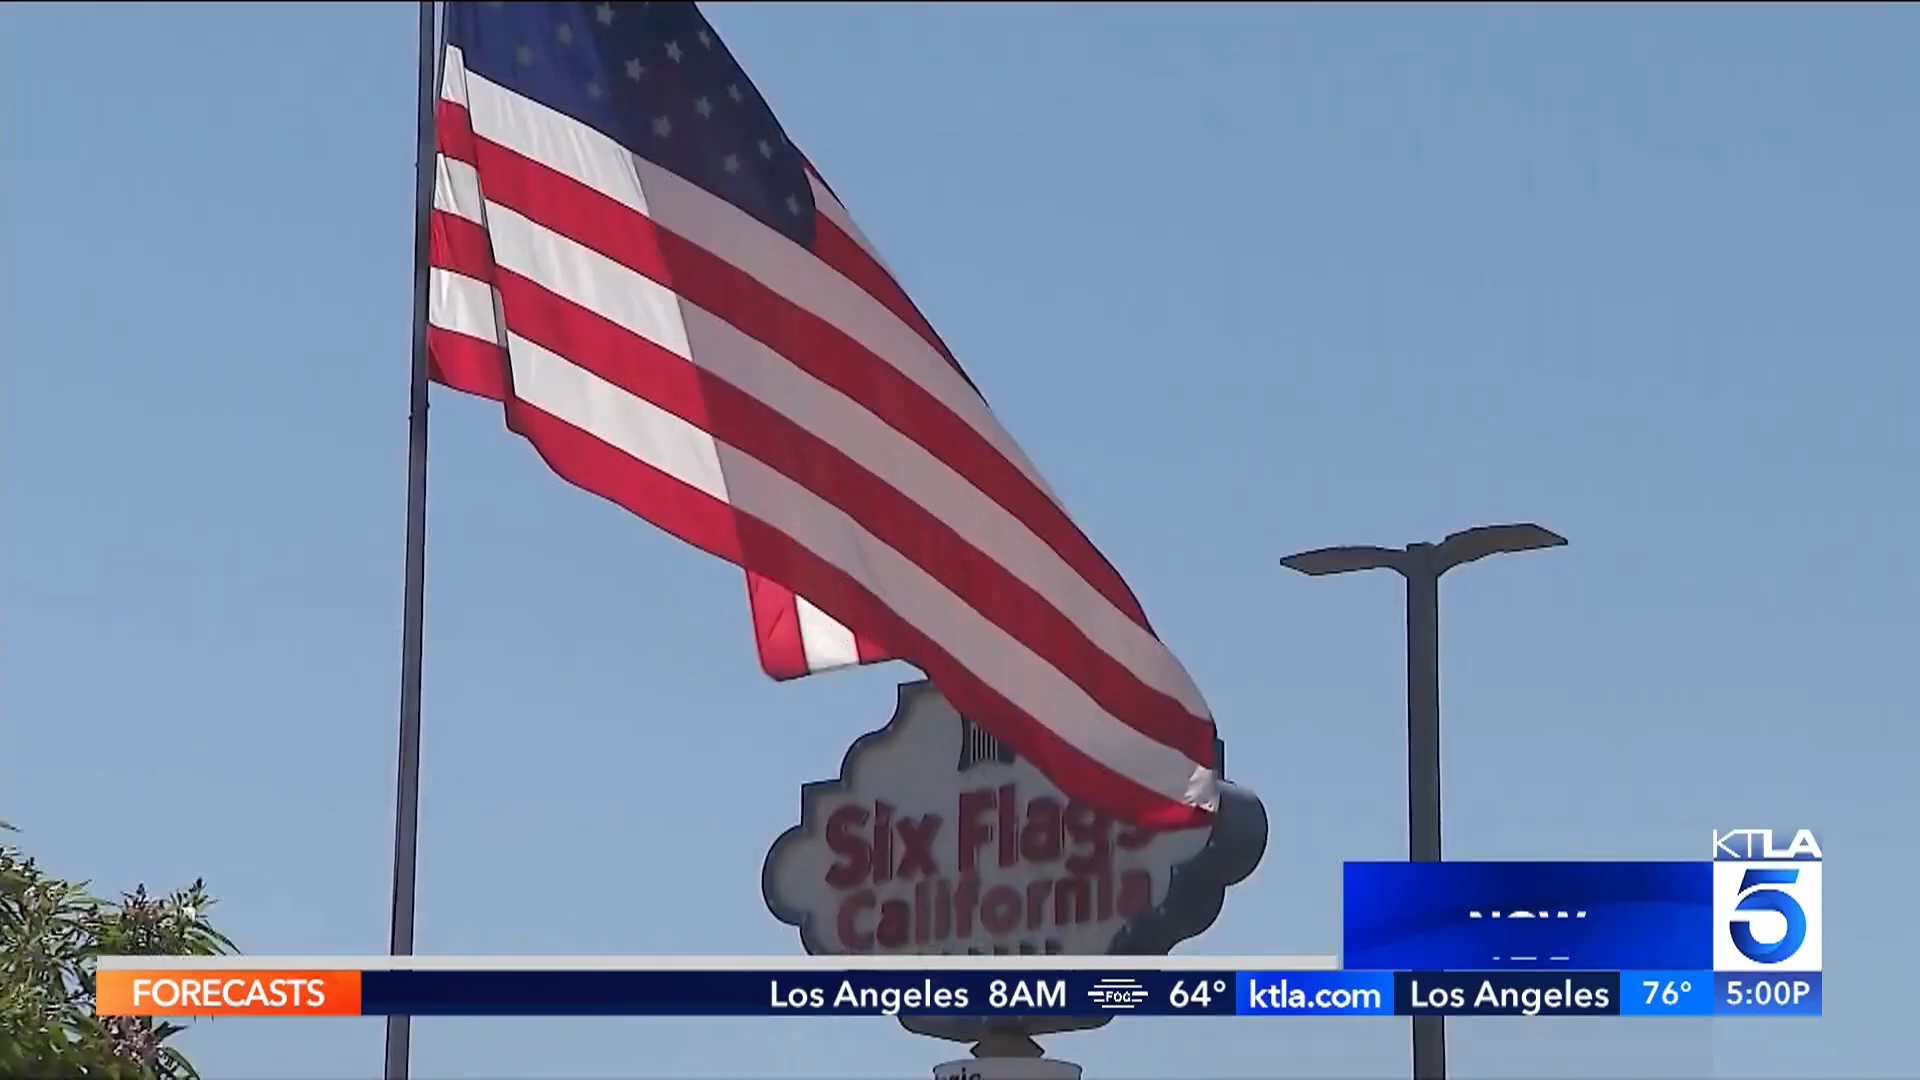 Six Flags
California
KTLA
5
FORECASTS
Los Angeles 8AM FOG 64° ktla.com Los Angeles 76° 5:00P